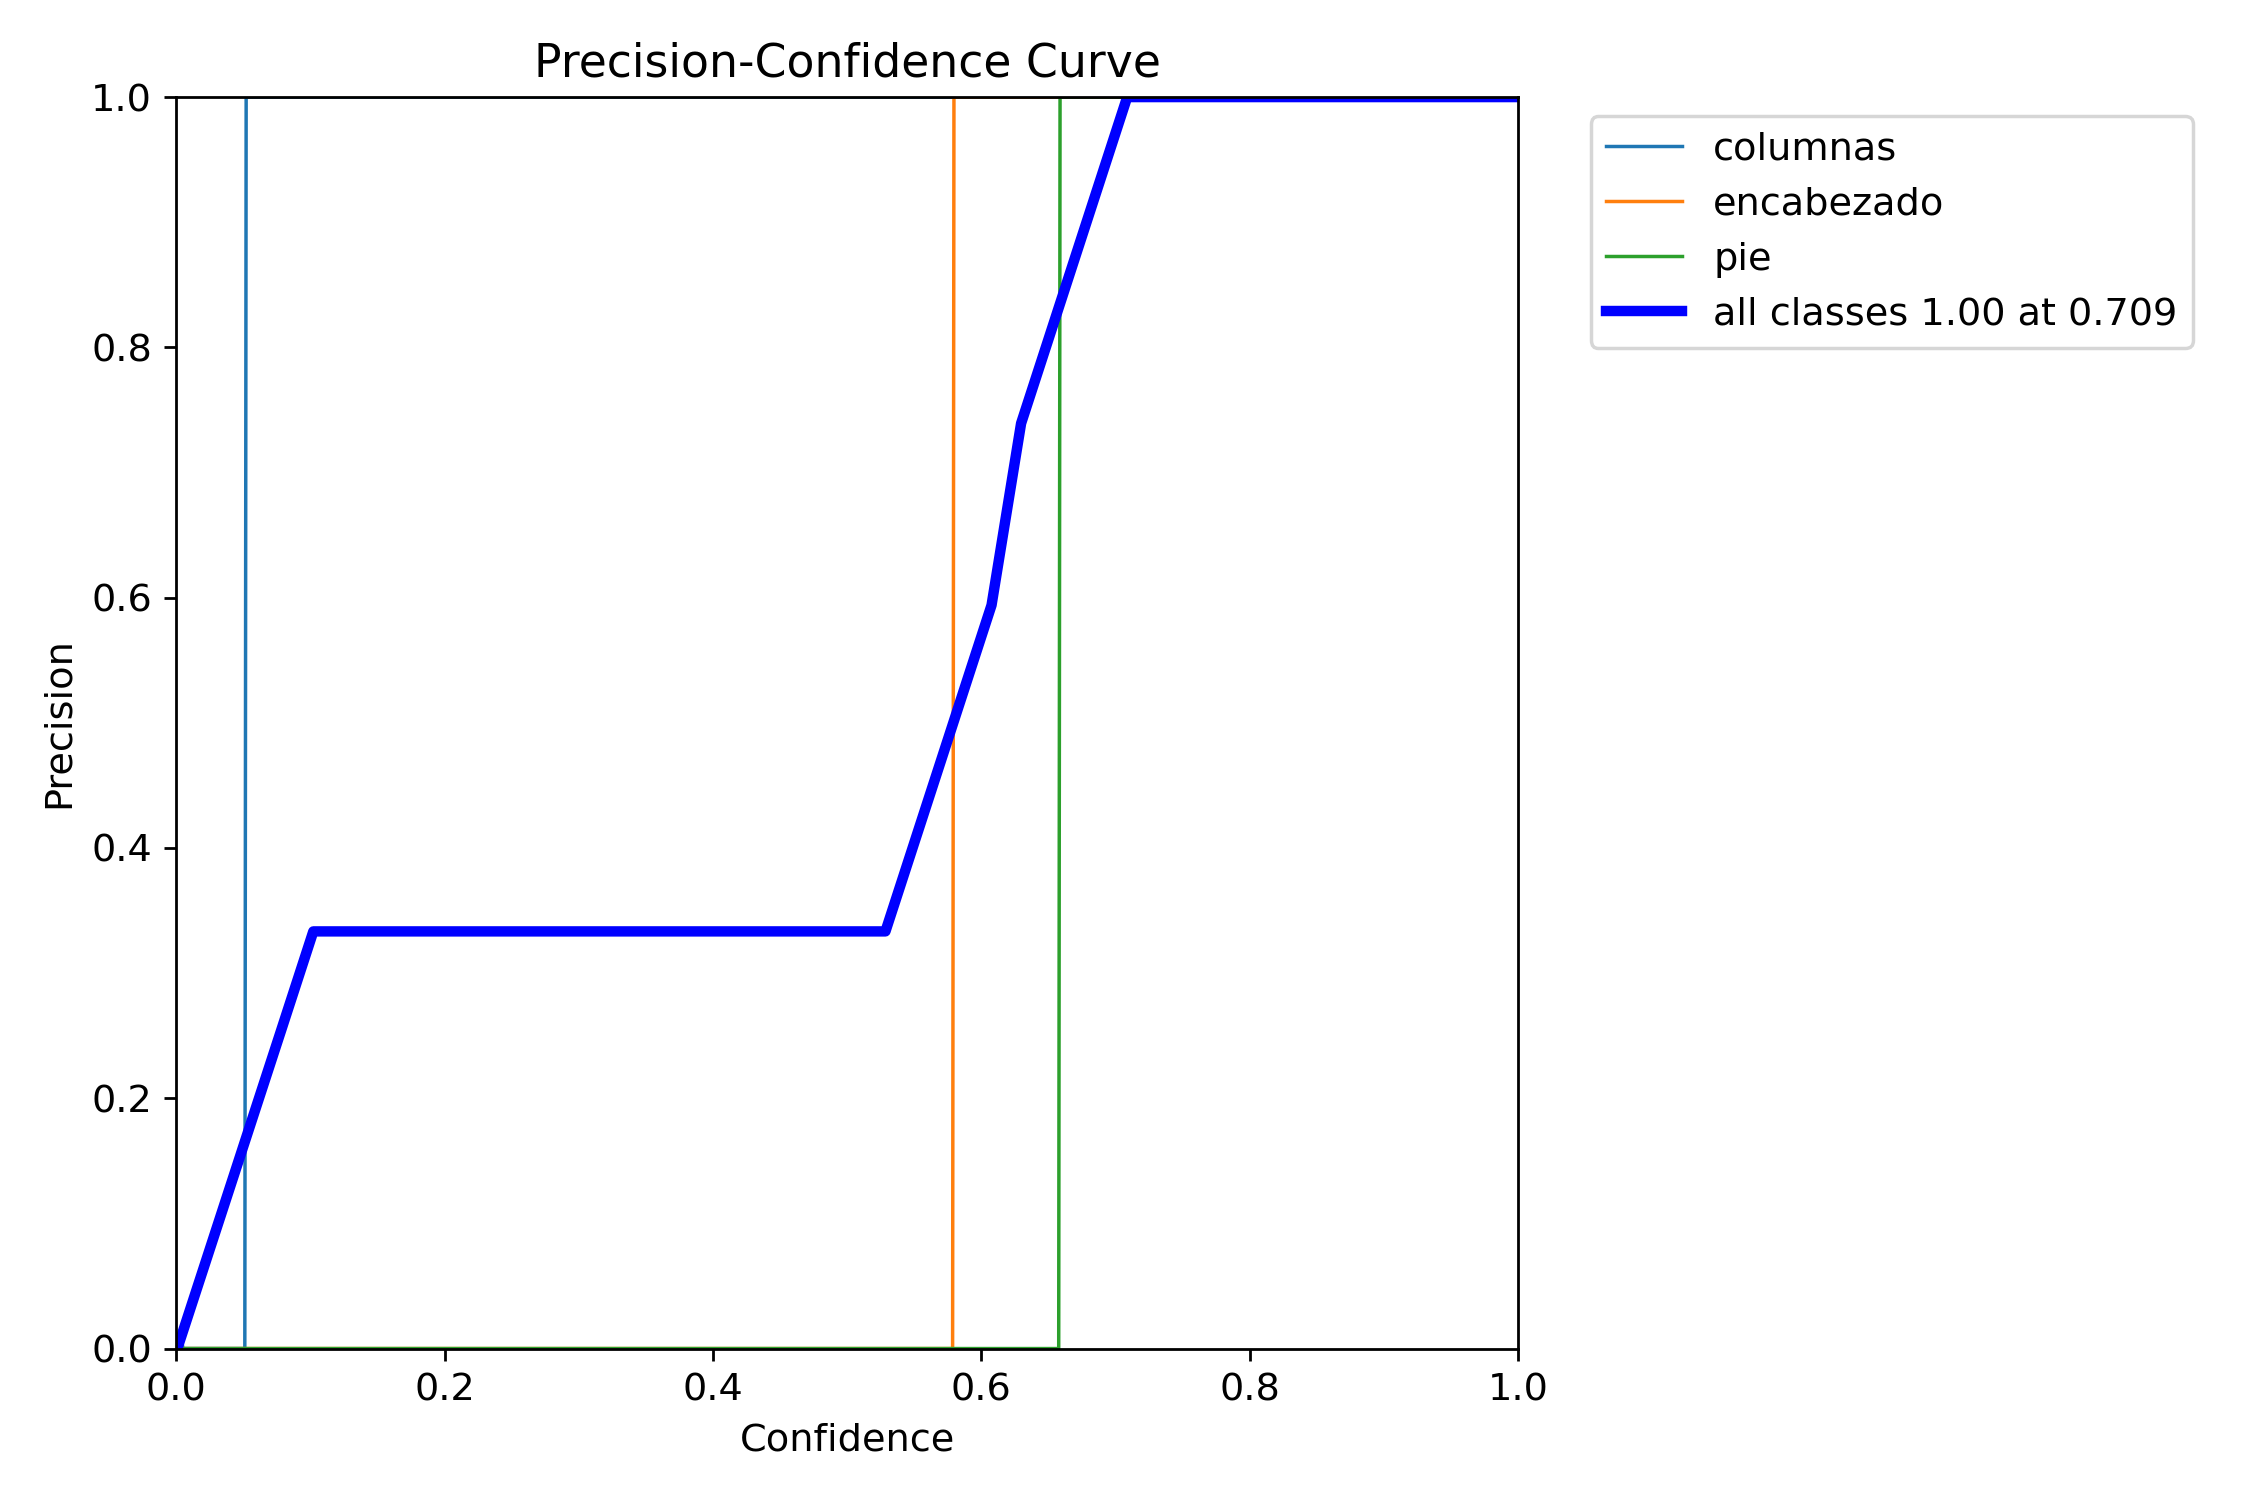 Precision-Confidence Curve
1.0
0.8
0.6
0.4
0.2
0.0
Precision
0.0 0.2 0.4 0.6 0.8 1.0
Confidence
columnas
encabezado
pie
all classes 1.00 at 0.709